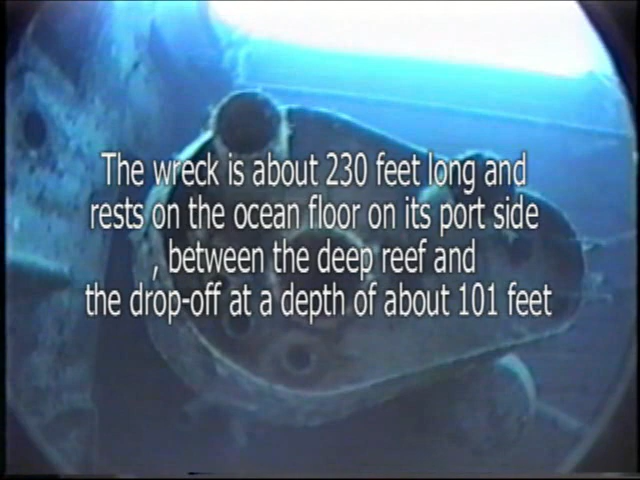 The wreck is about 230 feet long and
rests on the ocean floor on its port side
, between the deep reef and
the drop-off at a depth of about 101 feet